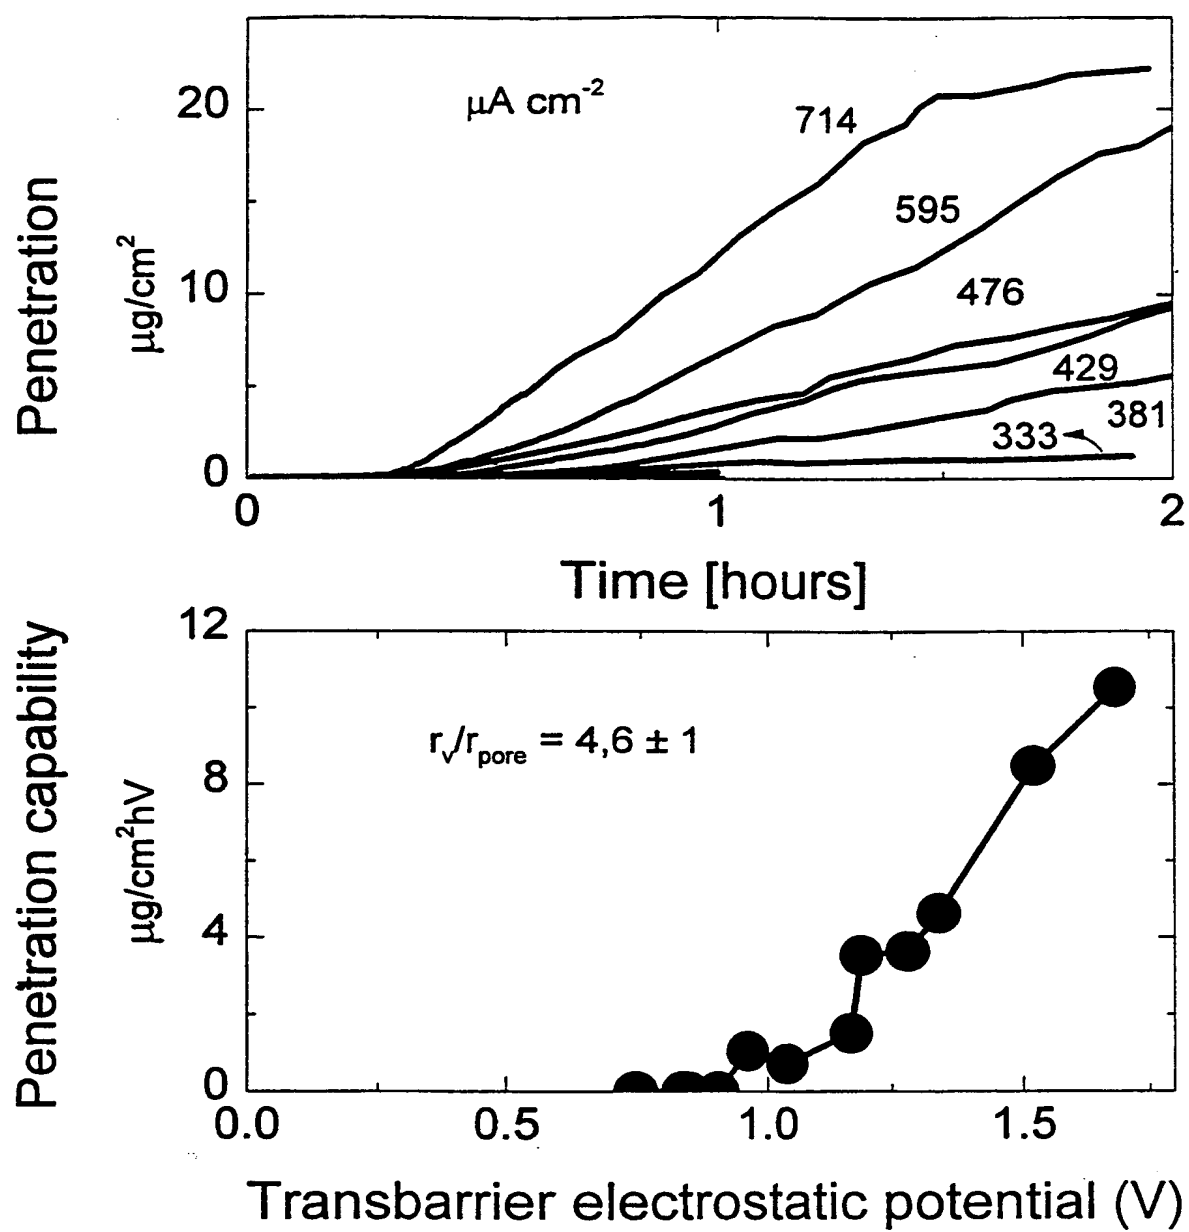 Penetration
μg/cm²
20
10
0
μA cm⁻²
714
595
476
429
381
333
0 1 2
Time [hours]
Penetration capability
μg/cm²hV
12
8
4
0
rᵥ/r_pore = 4,6 ± 1
0.0 0.5 1.0 1.5
Transbarrier electrostatic potential (V)